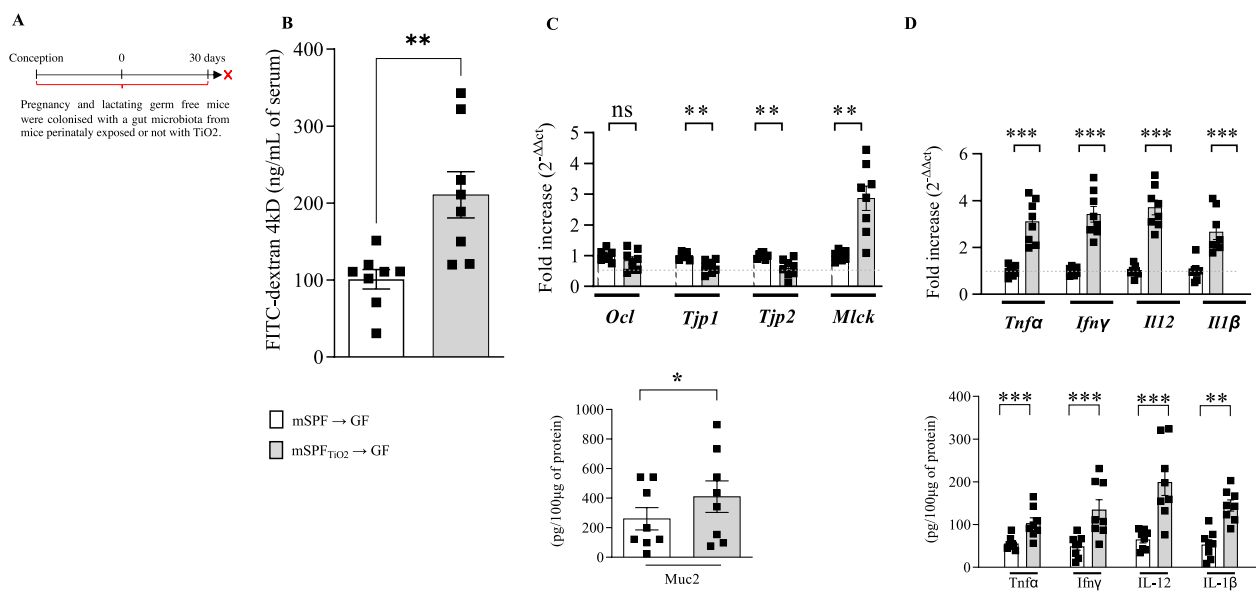 A
Conception 0 30 days
Pregnancy and lactating germ free mice
were colonised with a gut microbiota from
mice perinataly exposed or not with TiO2.
B
**
FITC-dextran 4kD (ng/mL of serum)
400
300
200
100
0
mSPF → GF
mSPF_TiO2 → GF
C
ns ** ** **
Fold increase (2^-ΔΔct)
5
4
3
2
1
0
Ocl Tjp1 Tjp2 Mlck
*
(pg/100µg of protein)
1000
800
600
400
200
0
Muc2
D
*** *** *** ***
Fold increase (2^-ΔΔct)
6
4
2
0
Tnfα Ifnγ Il12 Il1β
*** *** *** **
(pg/100µg of protein)
400
300
200
100
0
Tnfα Ifnγ IL-12 IL-1β